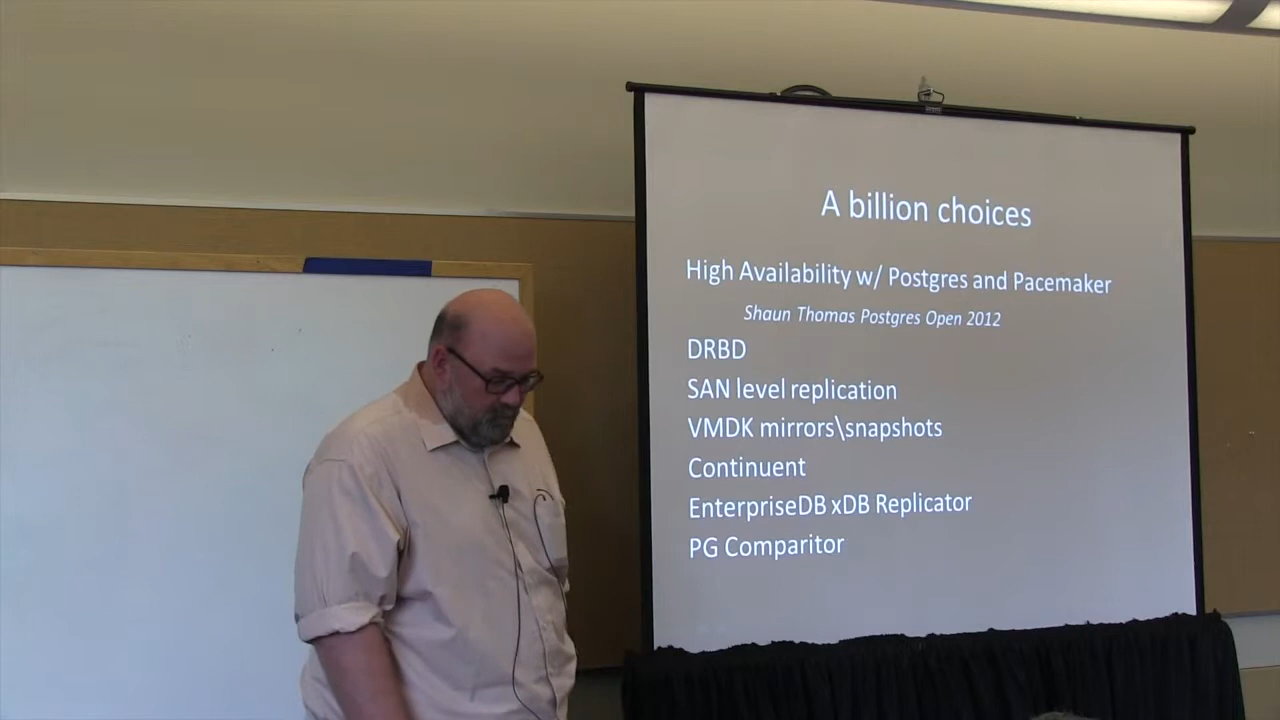 A billion choices
High Availability w/ Postgres and Pacemaker
Shaun Thomas Postgres Open 2012
DRBD
SAN level replication
VMDK mirrors\snapshots
Continuent
EnterpriseDB xDB Replicator
PG Comparitor